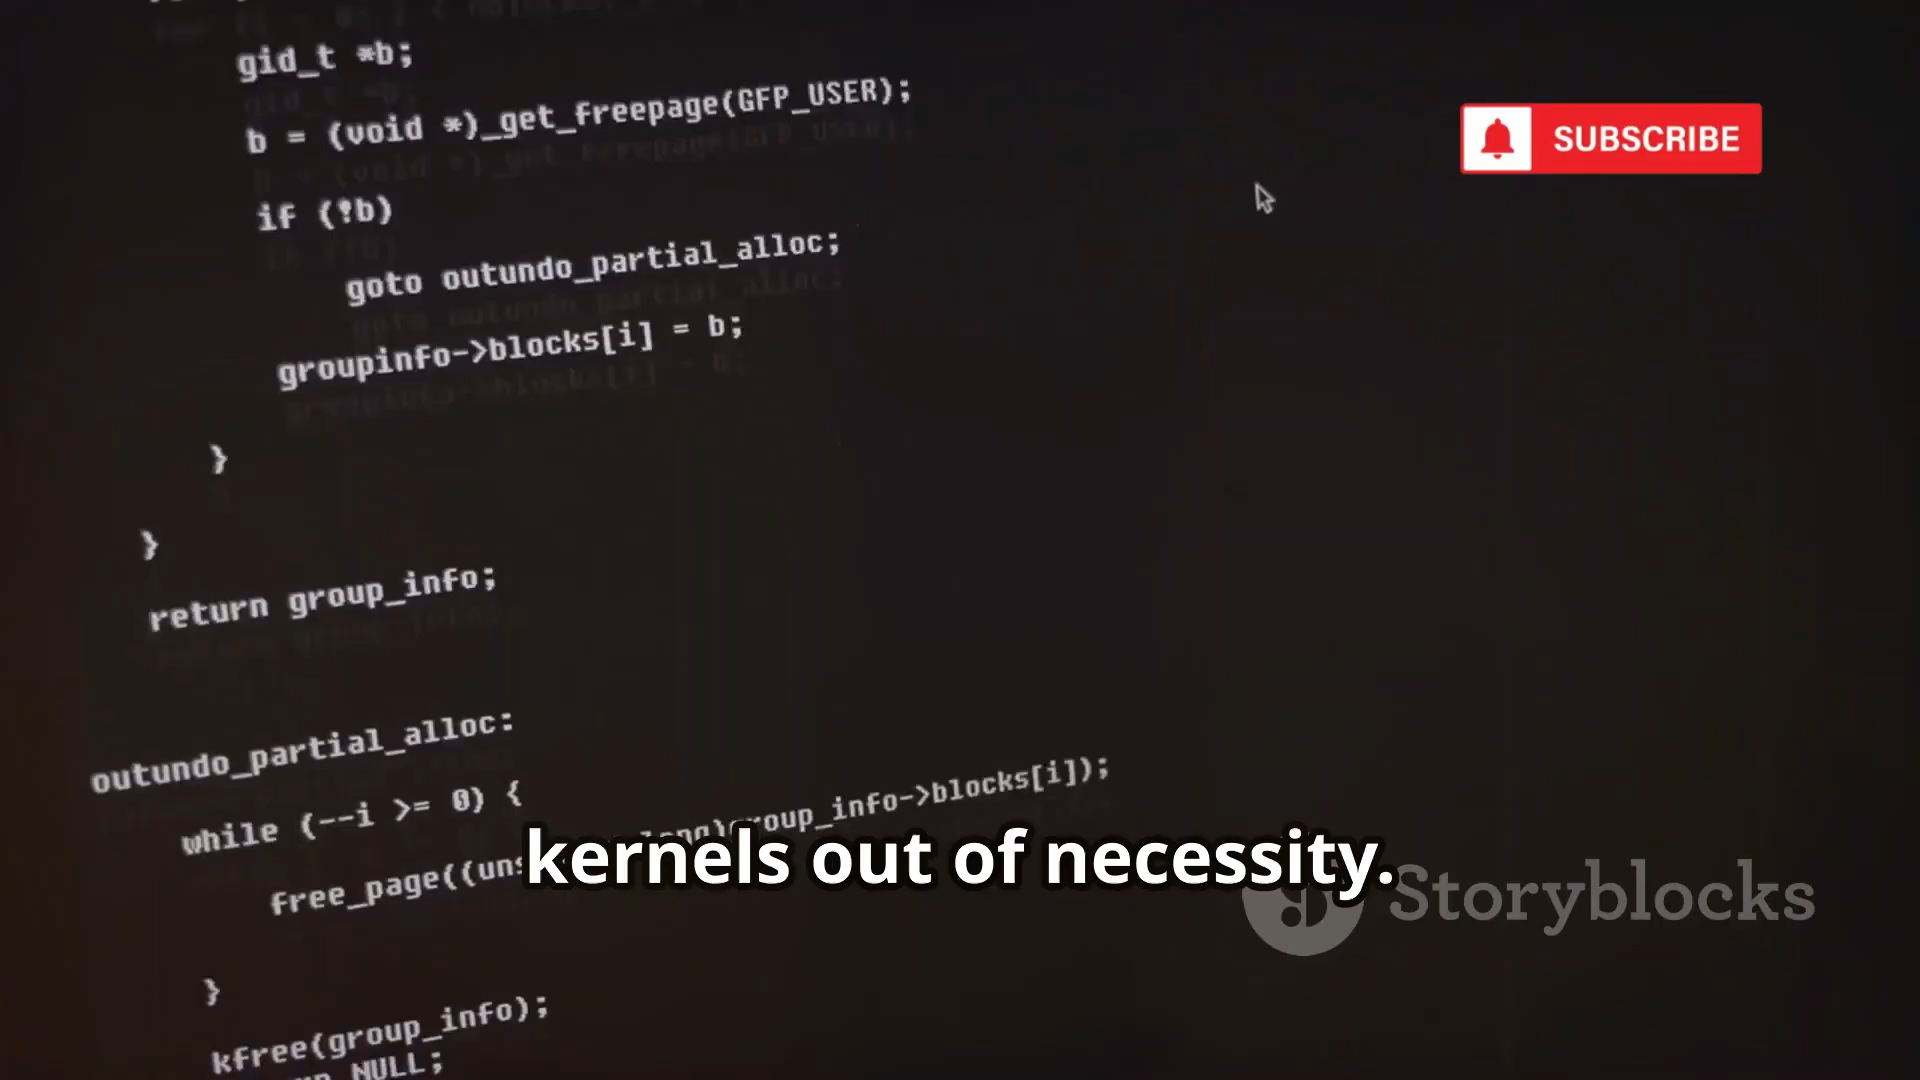 gid_t *b;
b = (void *)_get_freepage(GFP_USER);
SUBSCRIBE
if (!b)
goto outundo_partial_alloc;
groupinfo->blocks[i] = b;
}
}
return group_info;
outundo_partial_alloc:
while (--i >= 0) {
free_page((uns group_info->blocks[i]);
kernels out of necessity.
Storyblocks
}
kfree(group_info);
NULL;